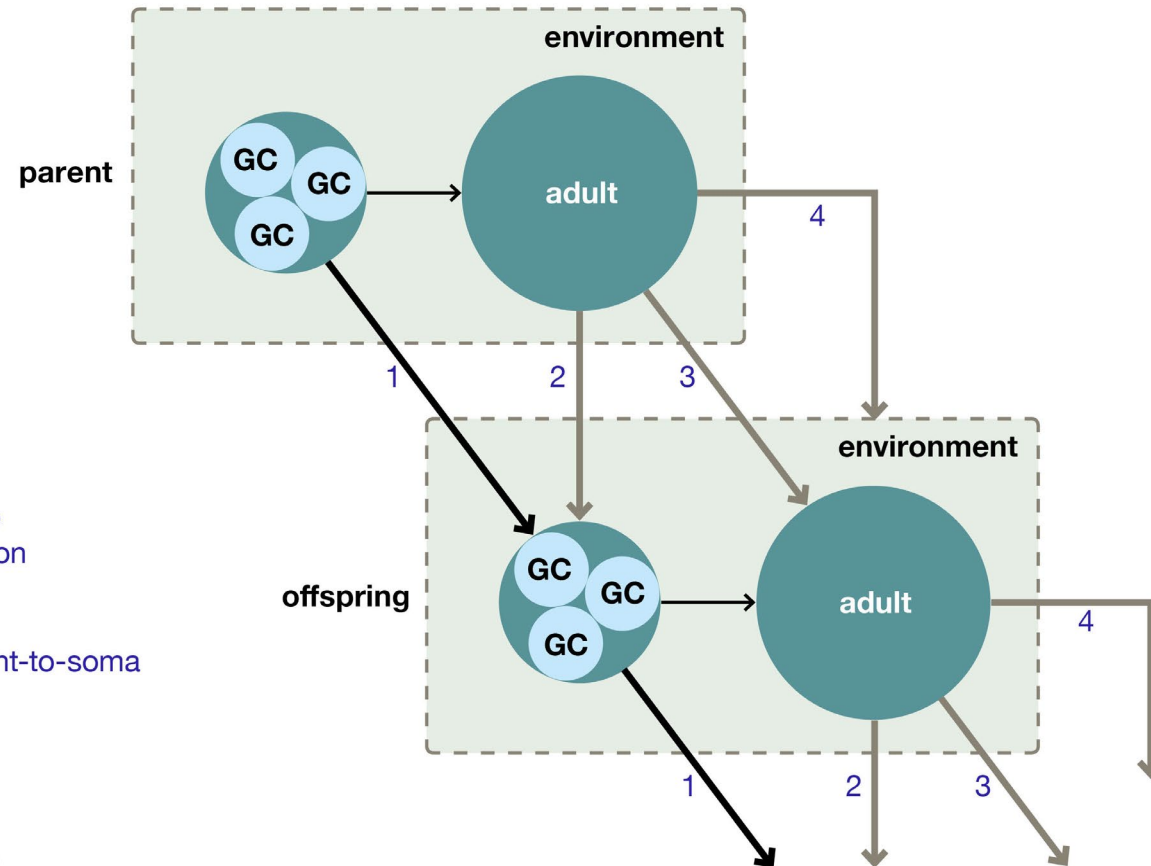 environment
parent
GC
GC
GC
adult
4
1
2
3
environment
on
offspring
GC
GC
GC
adult
4
nt-to-soma
1
2
3